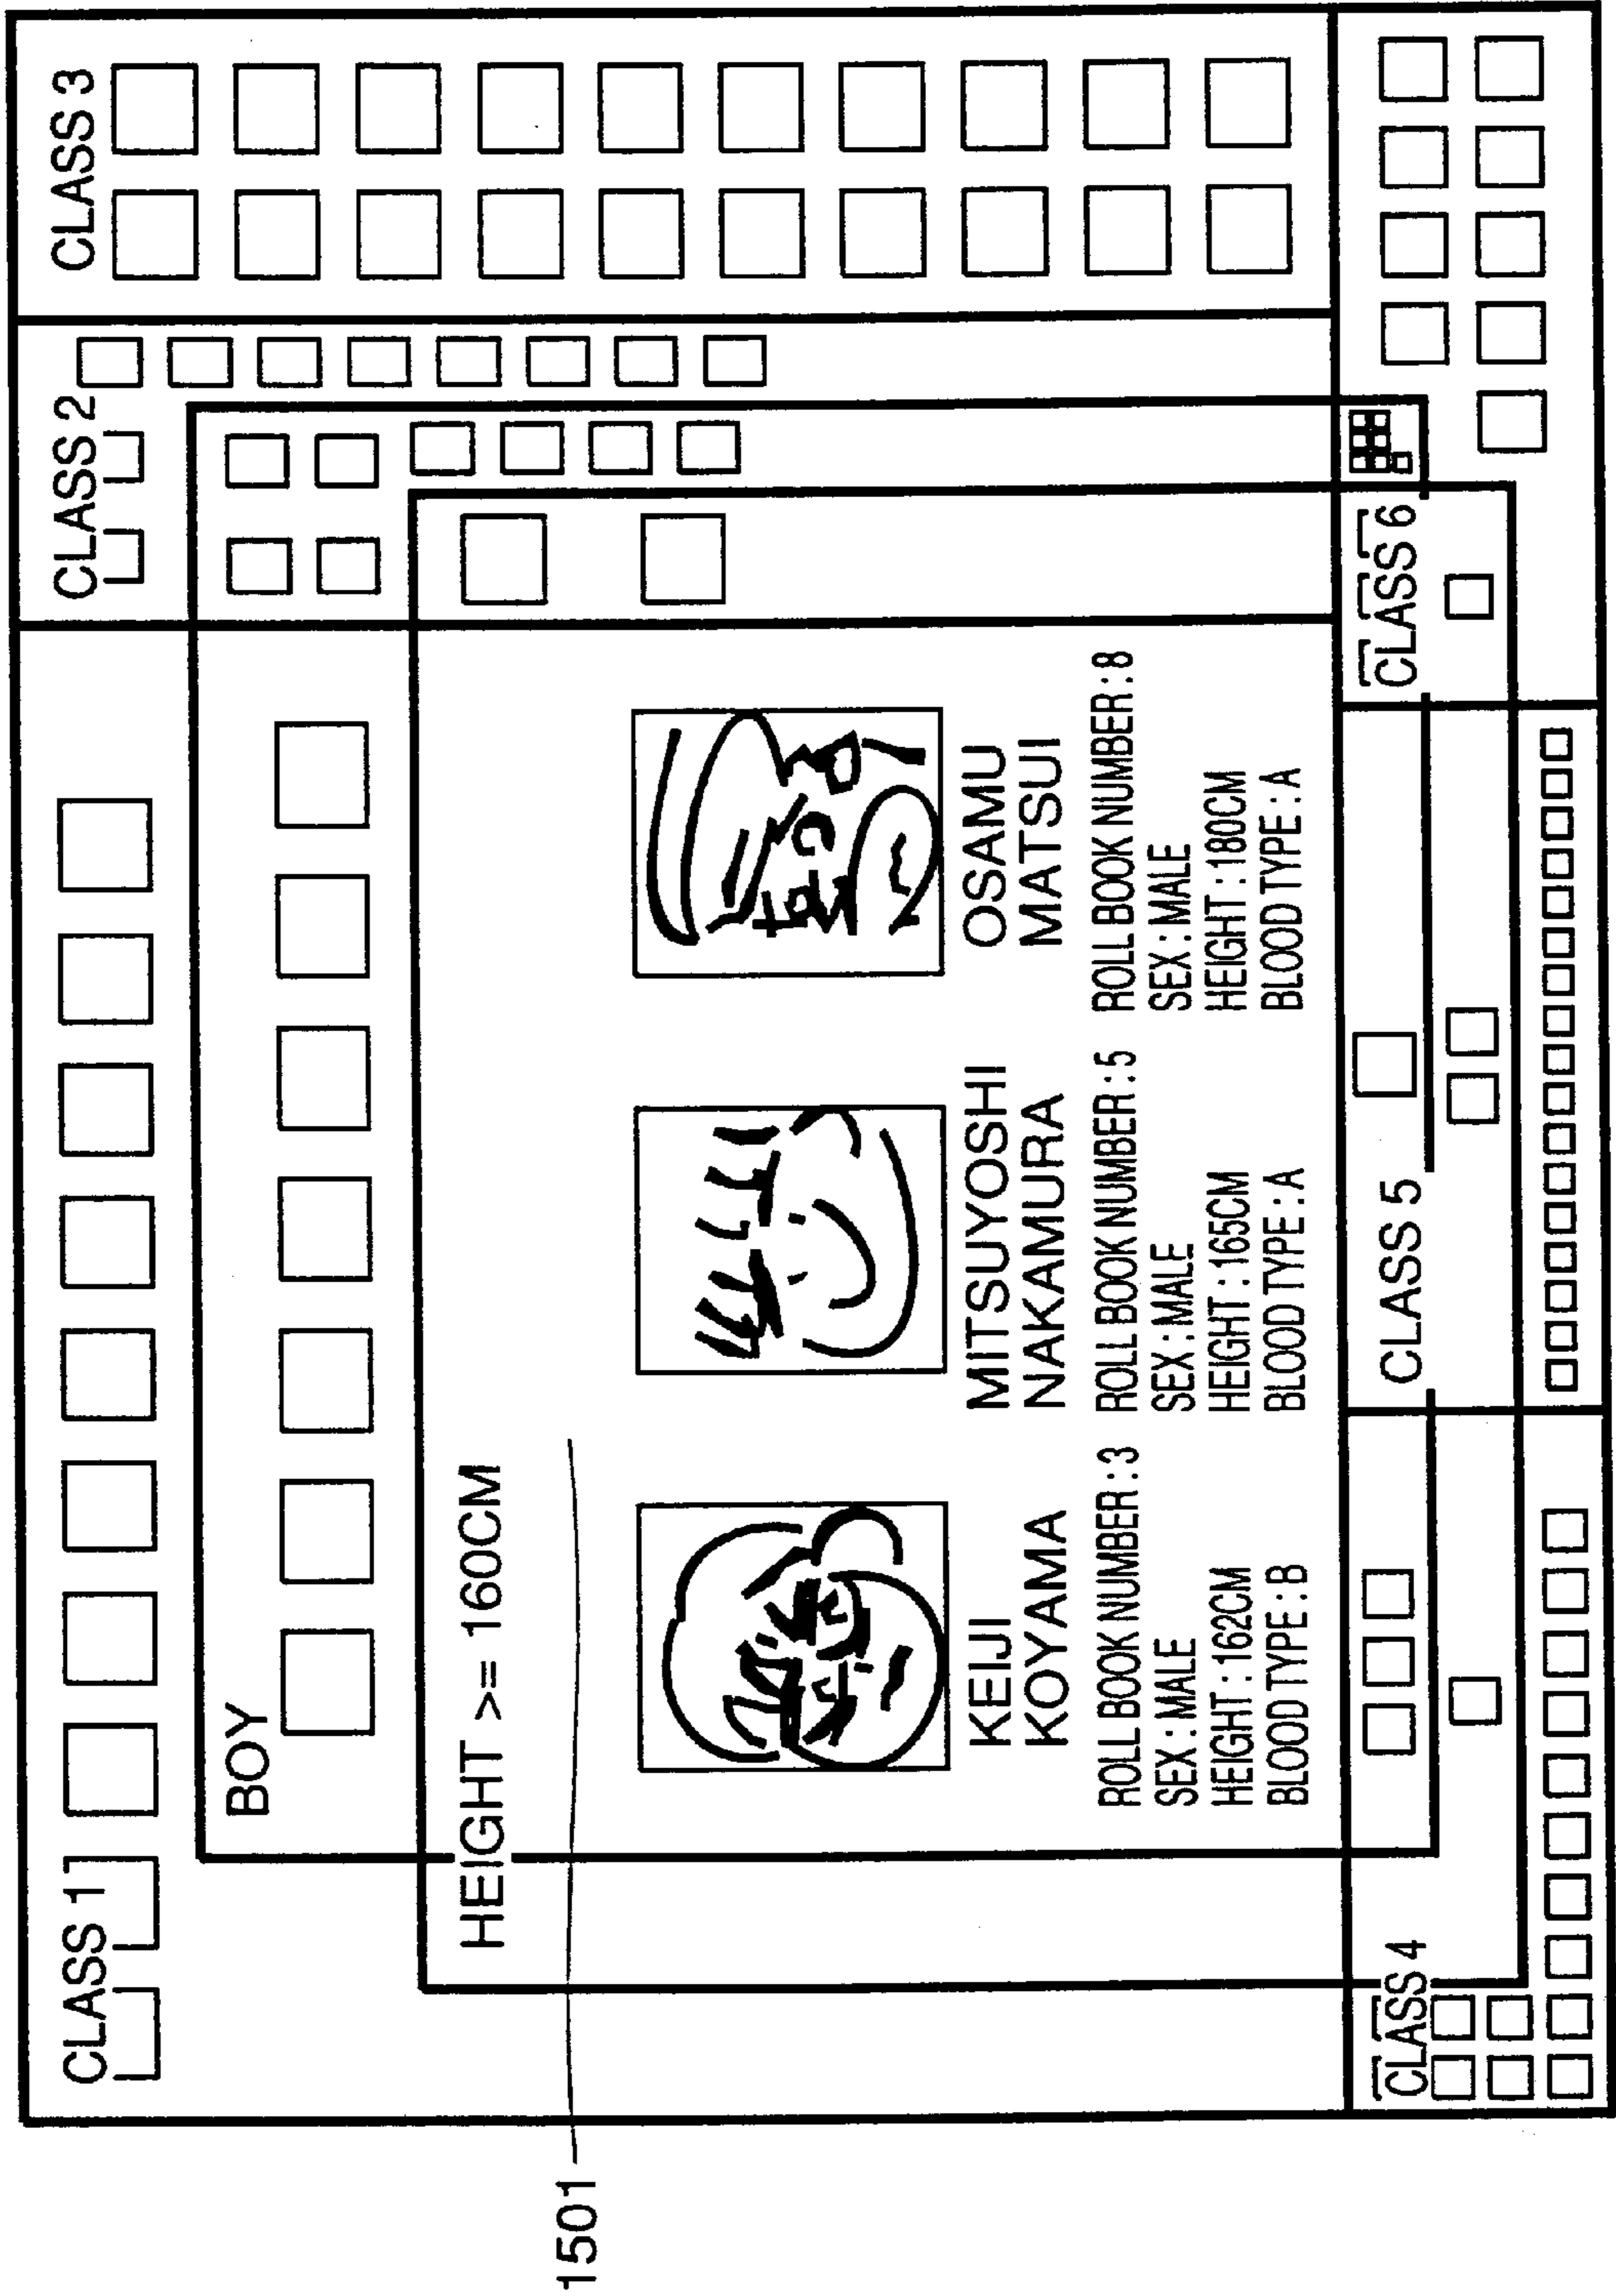 CLASS 1
CLASS 2
CLASS 3
BOY
HEIGHT >= 160CM
1501
KEIJI
KOYAMA
ROLL BOOK NUMBER : 3
SEX : MALE
HEIGHT : 162CM
BLOOD TYPE : B
MITSUYOSHI
NAKAMURA
ROLL BOOK NUMBER : 5
SEX : MALE
HEIGHT : 165CM
BLOOD TYPE : A
OSAMU
MATSUI
ROLL BOOK NUMBER : 8
SEX : MALE
HEIGHT : 180CM
BLOOD TYPE : A
CLASS 4
CLASS 5
CLASS 6